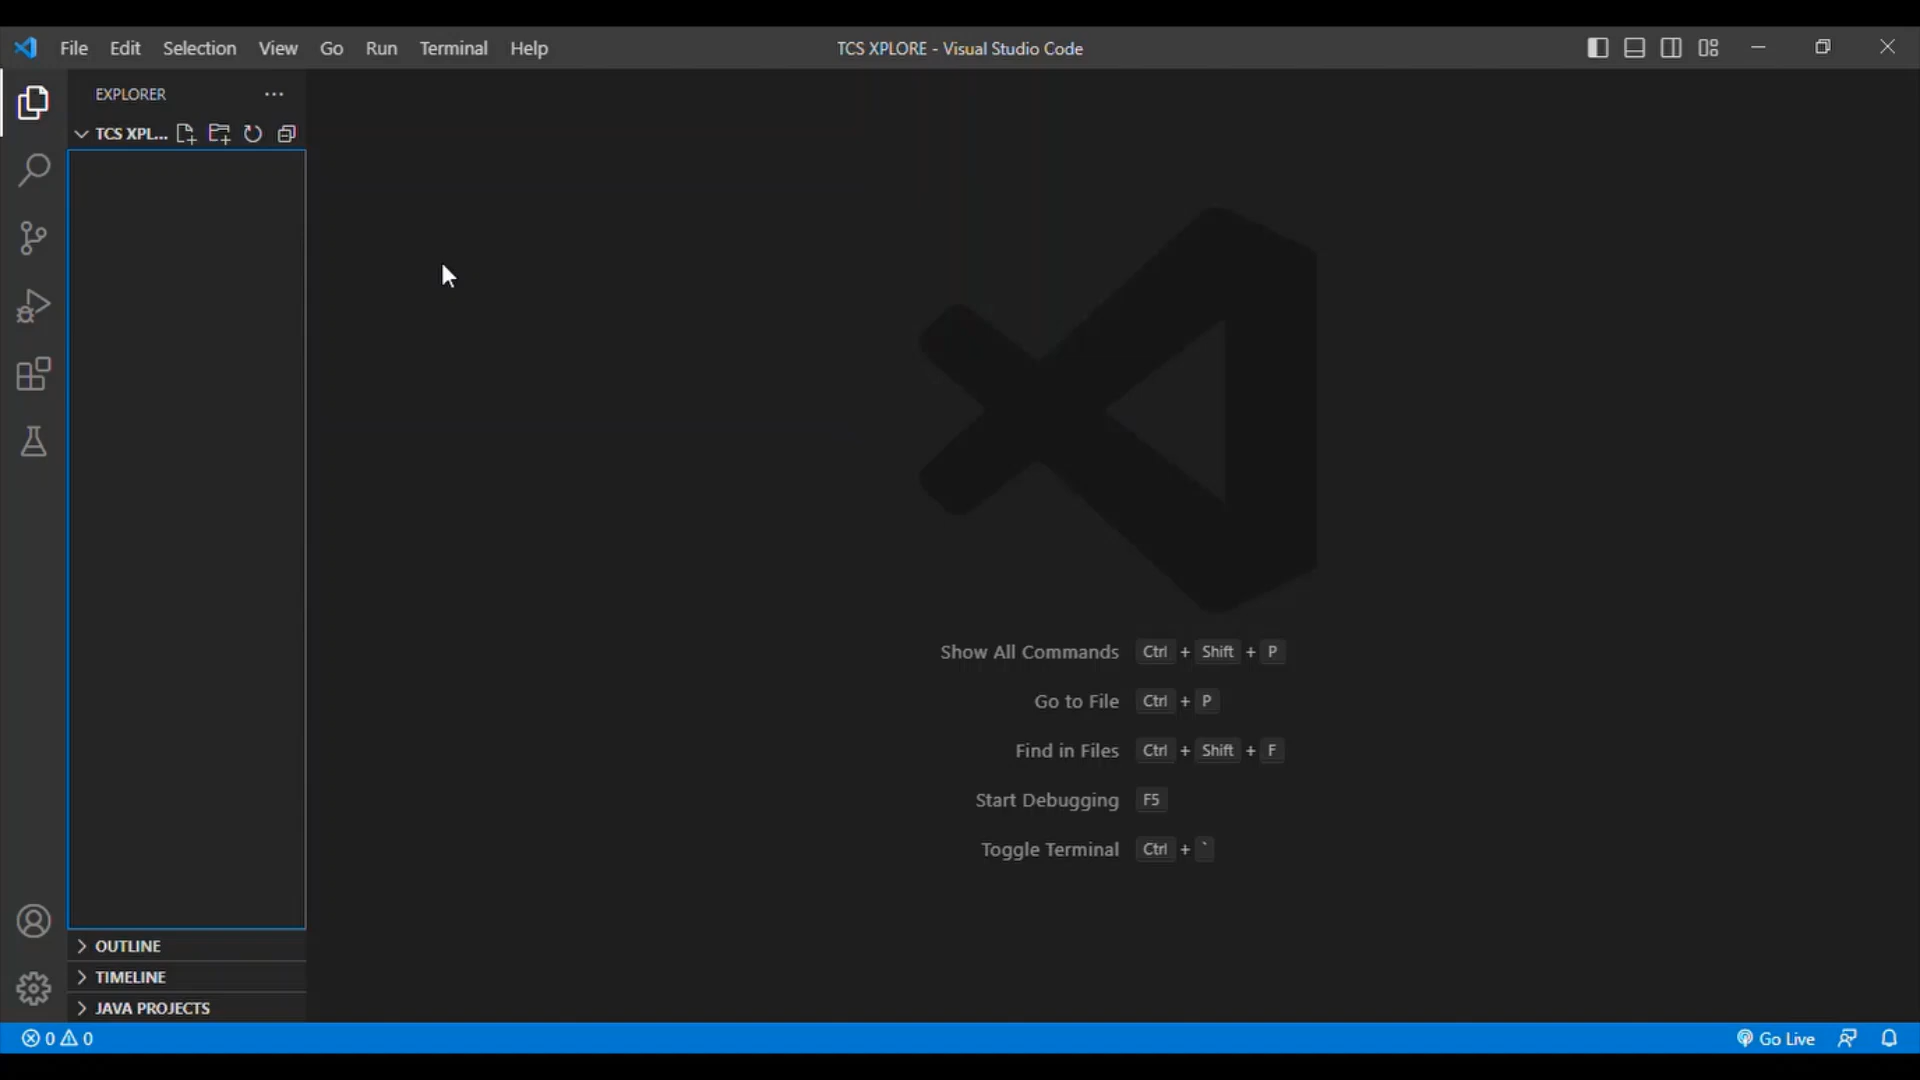 File Edit Selection View Go Run Terminal Help
TCS XPLORE - Visual Studio Code
EXPLORER
TCS XPL...
Show All Commands Ctrl + Shift + P
Go to File Ctrl + P
Find in Files Ctrl + Shift + F
Start Debugging F5
Toggle Terminal Ctrl + `
OUTLINE
TIMELINE
JAVA PROJECTS
0 0
Go Live